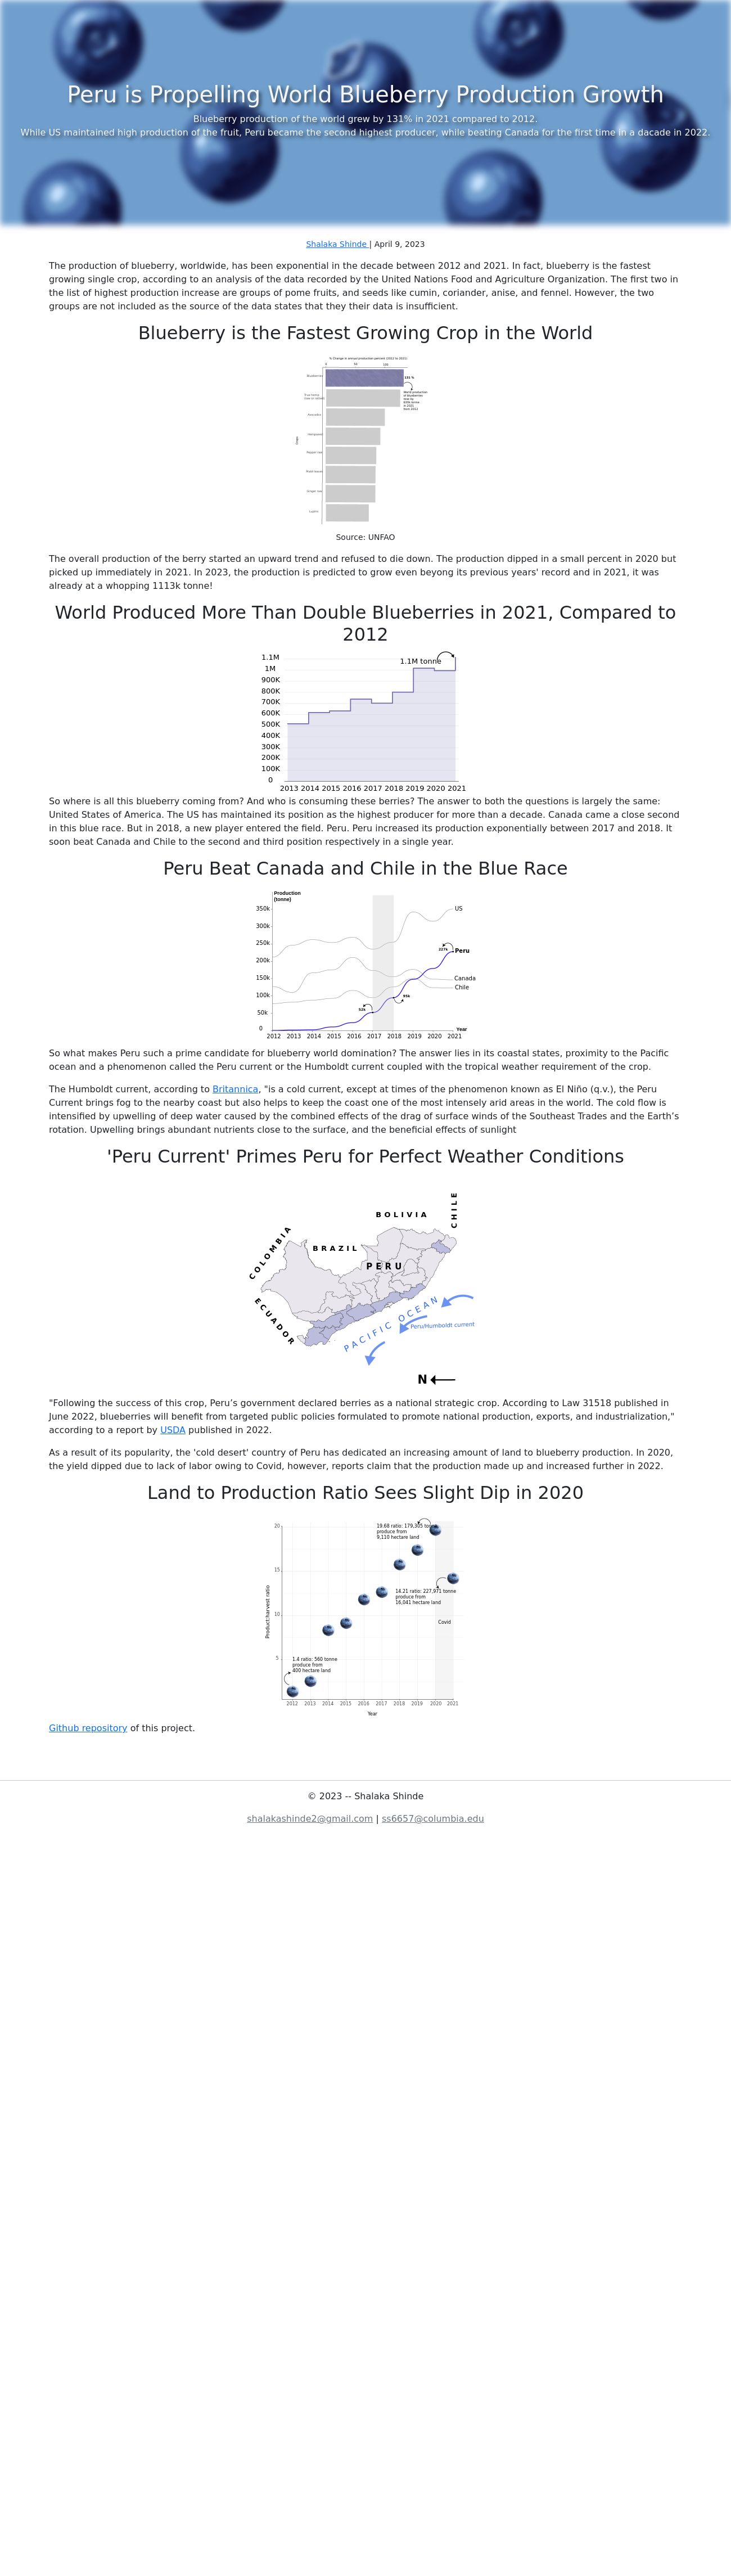 Peru is Propelling World Blueberry Production Growth
Blueberry production of the world grew by 131% in 2021 compared to 2012.
While US maintained high production of the fruit, Peru became the second highest producer, while beating Canada for the first time in a dacade in 2022.
Shalaka Shinde | April 9, 2023
The production of blueberry, worldwide, has been exponential in the decade between 2012 and 2021. In fact, blueberry is the fastest
growing single crop, according to an analysis of the data recorded by the United Nations Food and Agriculture Organization. The first two in
the list of highest production increase are groups of pome fruits, and seeds like cumin, coriander, anise, and fennel. However, the two
groups are not included as the source of the data states that they their data is insufficient.
Blueberry is the Fastest Growing Crop in the World
% Change in annual production (percent (2012 to 2021)
0 50 100
Blueberries
131 %
World production
of blueberries
rose by
2021
Crops
Source: UNFAO
The overall production of the berry started an upward trend and refused to die down. The production dipped in a small percent in 2020 but
picked up immediately in 2021. In 2023, the production is predicted to grow even beyong its previous years' record and in 2021, it was
already at a whopping 1113k tonne!
World Produced More Than Double Blueberries in 2021, Compared to
2012
1.1M
1.1M tonne
1M
900K
800K
700K
600K
500K
400K
300K
200K
100K
0
2013 2014 2015 2016 2017 2018 2019 2020 2021
So where is all this blueberry coming from? And who is consuming these berries? The answer to both the questions is largely the same:
United States of America. The US has maintained its position as the highest producer for more than a decade. Canada came a close second
in this blue race. But in 2018, a new player entered the field. Peru. Peru increased its production exponentially between 2017 and 2018. It
soon beat Canada and Chile to the second and third position respectively in a single year.
Peru Beat Canada and Chile in the Blue Race
Production
(tonne)
350k
US
300k
250k
227k
Peru
200k
150k
Canada
Chile
100k
95k
50k
52k
0
Year
2012 2013 2014 2015 2016 2017 2018 2019 2020 2021
So what makes Peru such a prime candidate for blueberry world domination? The answer lies in its coastal states, proximity to the Pacific
ocean and a phenomenon called the Peru current or the Humboldt current coupled with the tropical weather requirement of the crop.
The Humboldt current, according to Britannica, "is a cold current, except at times of the phenomenon known as El Niño (q.v.), the Peru
Current brings fog to the nearby coast but also helps to keep the coast one of the most intensely arid areas in the world. The cold flow is
intensified by upwelling of deep water caused by the combined effects of the drag of surface winds of the Southeast Trades and the Earth’s
rotation. Upwelling brings abundant nutrients close to the surface, and the beneficial effects of sunlight
'Peru Current' Primes Peru for Perfect Weather Conditions
CHILE
BOLIVIA
COLOMBIA
BRAZIL
PERU
ECUADOR
PACIFIC OCEAN
Peru/Humboldt current
N
"Following the success of this crop, Peru’s government declared berries as a national strategic crop. According to Law 31518 published in
June 2022, blueberries will benefit from targeted public policies formulated to promote national production, exports, and industrialization,"
according to a report by USDA published in 2022.
As a result of its popularity, the 'cold desert' country of Peru has dedicated an increasing amount of land to blueberry production. In 2020,
the yield dipped due to lack of labor owing to Covid, however, reports claim that the production made up and increased further in 2022.
Land to Production Ratio Sees Slight Dip in 2020
20
19.68 ratio: 179,305 tonne
produce from
9,110 hectare land
15
14.21 ratio: 227,971 tonne
produce from
16,041 hectare land
10
Covid
Product:harvest ratio
5
1.4 ratio: 560 tonne
produce from
400 hectare land
2012 2013 2014 2015 2016 2017 2018 2019 2020 2021
Year
Github repository of this project.
© 2023 -- Shalaka Shinde
shalakashinde2@gmail.com | ss6657@columbia.edu